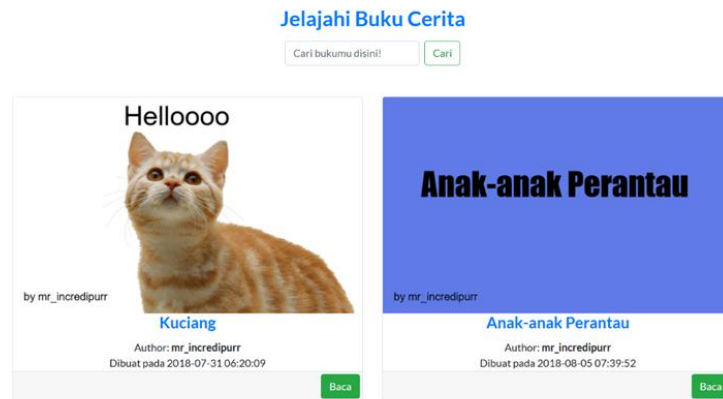 Jelajahi Buku Cerita
Cari bukumu disini!
Cari
Helloooo
by mr_incredipurr
Kuciang
Author: mr_incredipurr
Dibuat pada 2018-07-31 06:20:09
Baca
Anak-anak Perantau
by mr_incredipurr
Anak-anak Perantau
Author: mr_incredipurr
Dibuat pada 2018-08-05 07:39:52
Baca